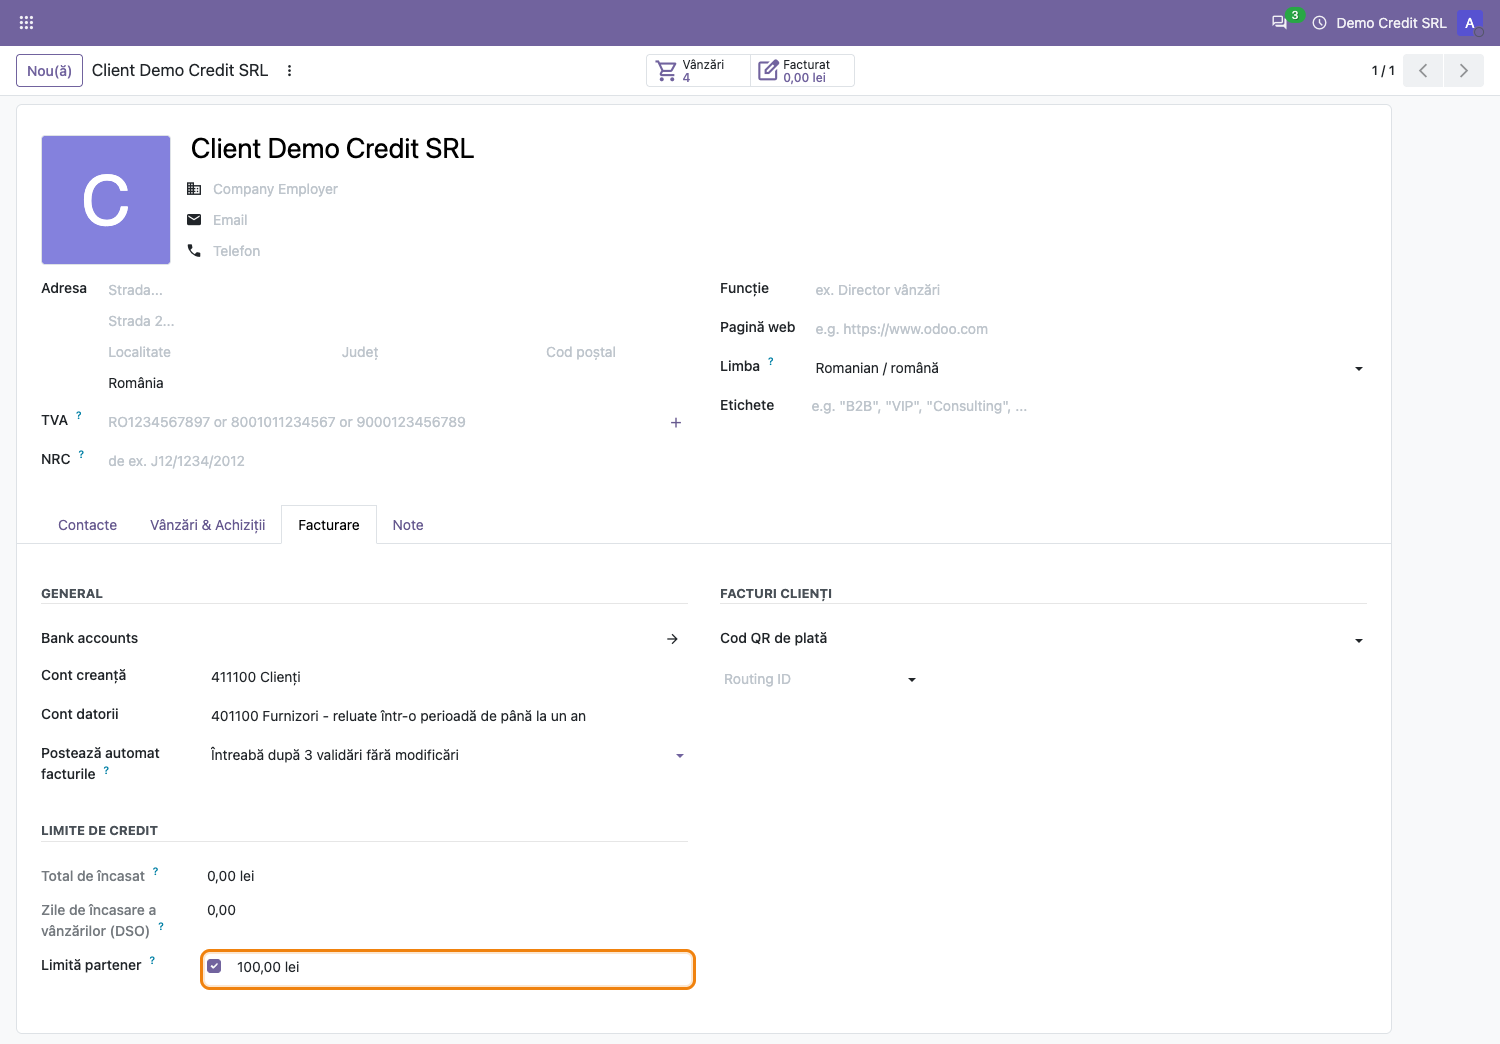 3
Demo Credit SRL
A
Nou(ă)
Client Demo Credit SRL
Vânzări
4
Facturat
0,00 lei
1 / 1
C
Client Demo Credit SRL
Company Employer
Email
Telefon
Adresa
Strada...
Strada 2...
Localitate
Județ
Cod poștal
România
TVA ?
RO1234567897 or 8001011234567 or 9000123456789
NRC ?
de ex. J12/1234/2012
Funcție
ex. Director vânzări
Pagină web
e.g. https://www.odoo.com
Limba ?
Romanian / română
Etichete
e.g. "B2B", "VIP", "Consulting", ...
Contacte
Vânzări & Achiziții
Facturare
Note
GENERAL
Bank accounts
Cont creanță
411100 Clienți
Cont datorii
401100 Furnizori - reluate într-o perioadă de până la un an
Postează automat
facturile ?
Întreabă după 3 validări fără modificări
FACTURI CLIENȚI
Cod QR de plată
Routing ID
LIMITE DE CREDIT
Total de încasat ?
0,00 lei
Zile de încasare a
vânzărilor (DSO) ?
0,00
Limită partener ?
100,00 lei